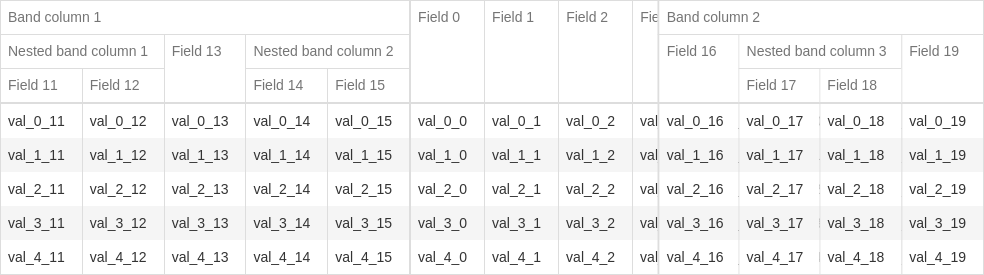 Band column 1 Field 0 Field 1 Field 2 Fie Band column 2
Nested band column 1 Field 13 Nested band column 2 Field 16 Nested band column 3 Field 19
Field 11 Field 12 Field 14 Field 15 Field 17 Field 18
val_0_11 val_0_12 val_0_13 val_0_14 val_0_15 val_0_0 val_0_1 val_0_2 val val_0_16 val_0_17 val_0_18 val_0_19
val_1_11 val_1_12 val_1_13 val_1_14 val_1_15 val_1_0 val_1_1 val_1_2 val val_1_16 val_1_17 val_1_18 val_1_19
val_2_11 val_2_12 val_2_13 val_2_14 val_2_15 val_2_0 val_2_1 val_2_2 val val_2_16 val_2_17 val_2_18 val_2_19
val_3_11 val_3_12 val_3_13 val_3_14 val_3_15 val_3_0 val_3_1 val_3_2 val val_3_16 val_3_17 val_3_18 val_3_19
val_4_11 val_4_12 val_4_13 val_4_14 val_4_15 val_4_0 val_4_1 val_4_2 val val_4_16 val_4_17 val_4_18 val_4_19